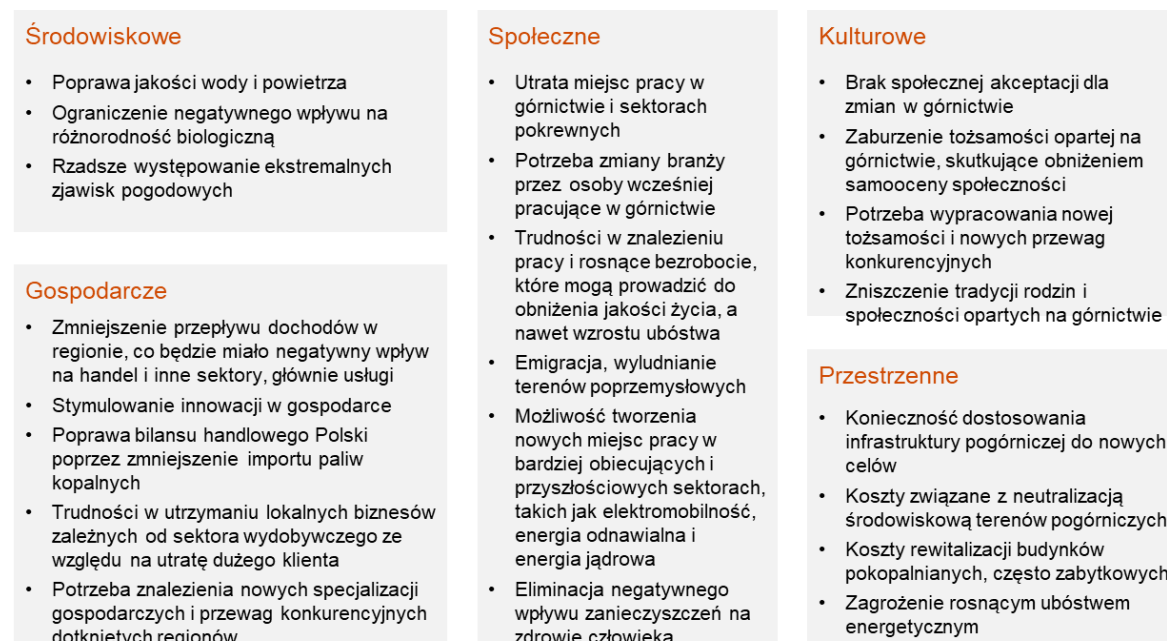 Środowiskowe
• Poprawa jakości wody i powietrza
• Ograniczenie negatywnego wpływu na
różnorodność biologiczną
• Rzadsze występowanie ekstremalnych
zjawisk pogodowych
Gospodarcze
• Zmniejszenie przepływu dochodów w
regionie, co będzie miało negatywny wpływ
na handel i inne sektory, głównie usługi
• Stymulowanie innowacji w gospodarce
• Poprawa bilansu handlowego Polski
poprzez zmniejszenie importu paliw
kopalnych
• Trudności w utrzymaniu lokalnych biznesów
zależnych od sektora wydobywczego ze
względu na utratę dużego klienta
• Potrzeba znalezienia nowych specjalizacji
gospodarczych i przewag konkurencyjnych
dotkniętych regionów
Społeczne
• Utrata miejsc pracy w
górnictwie i sektorach
pokrewnych
• Potrzeba zmiany branży
przez osoby wcześniej
pracujące w górnictwie
• Trudności w znalezieniu
pracy i rosnące bezrobocie,
które mogą prowadzić do
obniżenia jakości życia, a
nawet wzrostu ubóstwa
• Emigracja, wyludnianie
terenów poprzemysłowych
• Możliwość tworzenia
nowych miejsc pracy w
bardziej obiecujących i
przyszłościowych sektorach,
takich jak elektromobilność,
energia odnawialna i
energia jądrowa
• Eliminacja negatywnego
wpływu zanieczyszczeń na
zdrowie człowieka
Kulturowe
• Brak społecznej akceptacji dla
zmian w górnictwie
• Zaburzenie tożsamości opartej na
górnictwie, skutkujące obniżeniem
samooceny społeczności
• Potrzeba wypracowania nowej
tożsamości i nowych przewag
konkurencyjnych
• Zniszczenie tradycji rodzin i
społeczności opartych na górnictwie
Przestrzenne
• Konieczność dostosowania
infrastruktury pogórniczej do nowych
celów
• Koszty związane z neutralizacją
środowiskową terenów pogórniczych
• Koszty rewitalizacji budynków
pokopalnianych, często zabytkowych
• Zagrożenie rosnącym ubóstwem
energetycznym